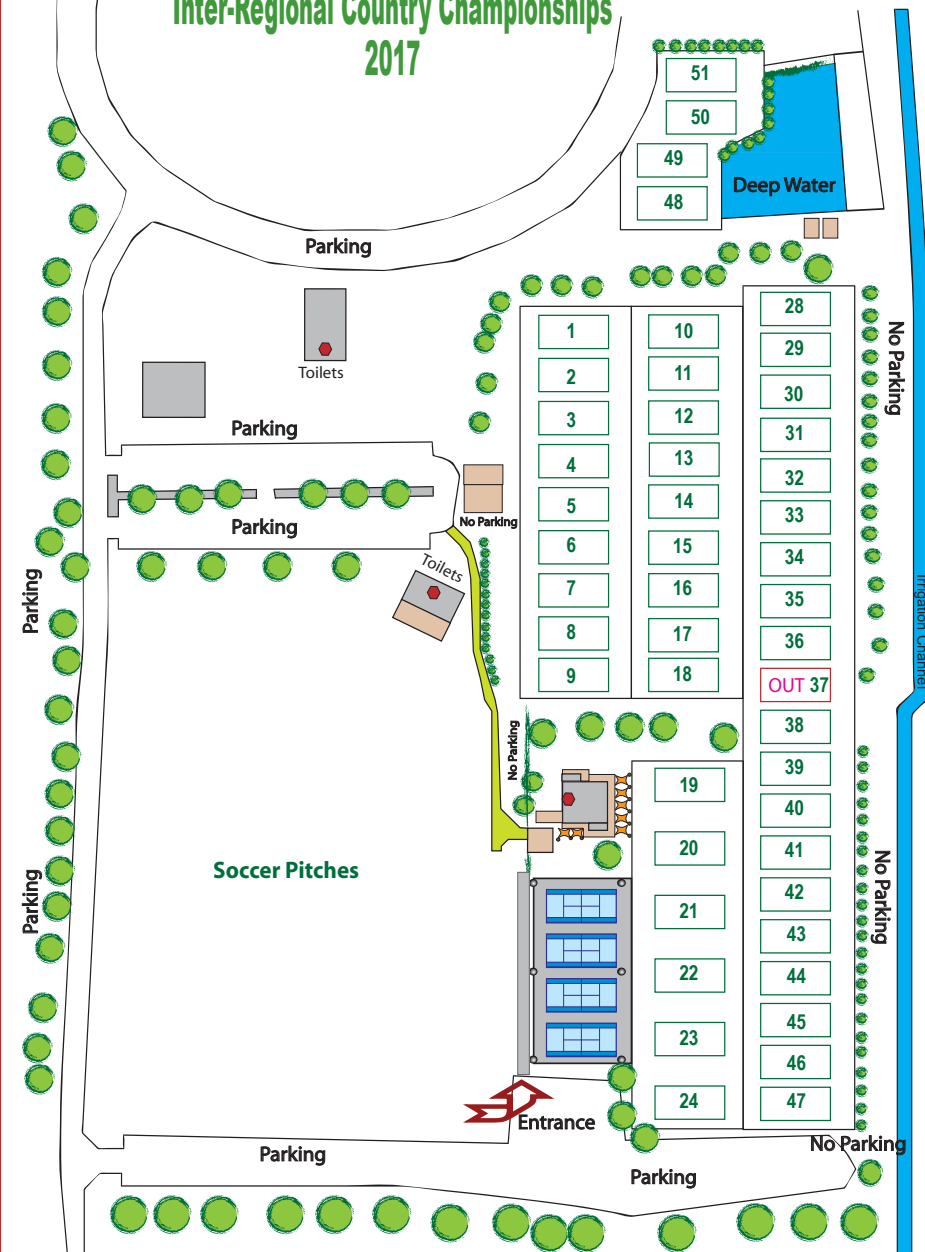 Inter-Regional Country Championships
2017
51
50
49
48
Deep Water
Parking
Toilets
Parking
Parking
No Parking
Toilets
1
2
3
4
5
6
7
8
9
10
11
12
13
14
15
16
17
18
28
29
30
31
32
33
34
35
36
OUT 37
38
39
40
41
42
43
44
45
46
47
No Parking
Irrigation Channel
Parking
No Parking
19
20
21
22
23
24
Soccer Pitches
Parking
No Parking
Entrance
Parking
Parking
No Parking